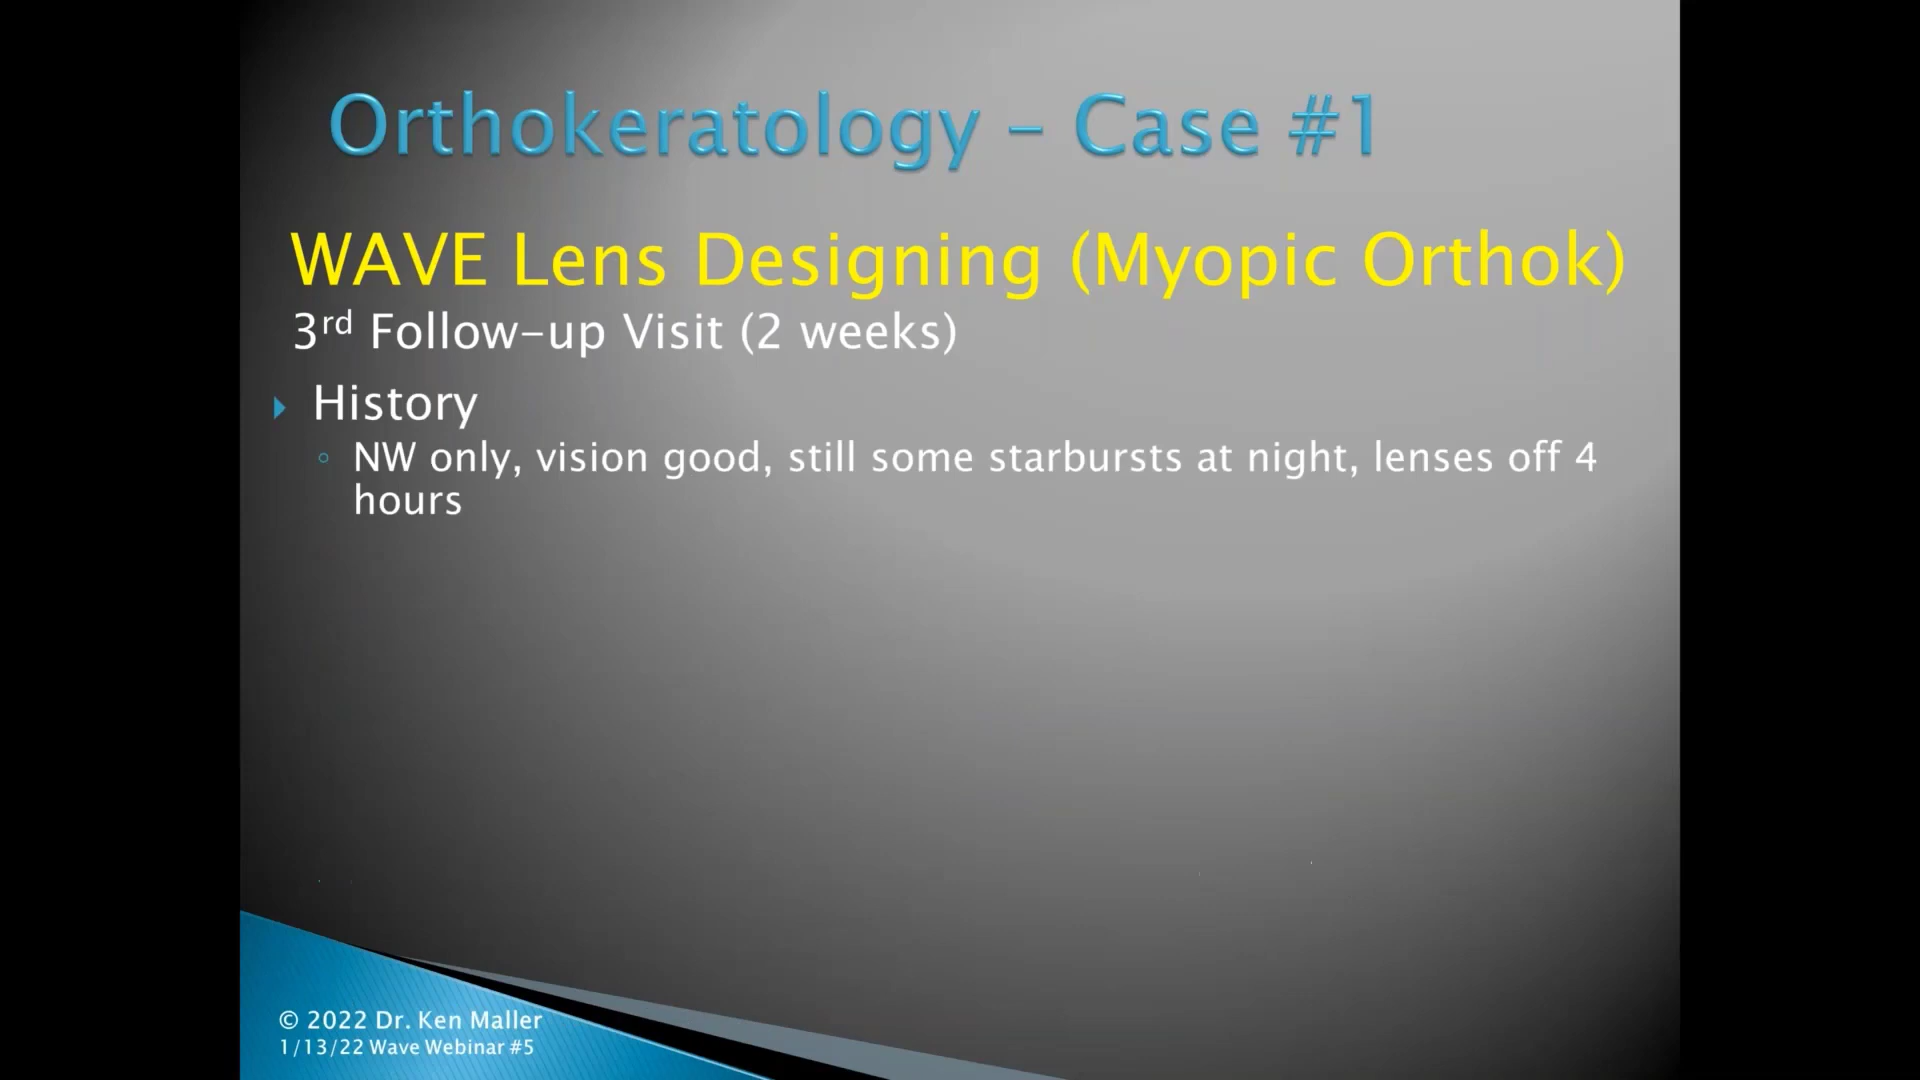 Orthokeratology – Case #1
WAVE Lens Designing (Myopic Orthok)
3rd Follow-up Visit (2 weeks)
History
NW only, vision good, still some starbursts at night, lenses off 4
hours
© 2022 Dr. Ken Maller
1/13/22 Wave Webinar #5